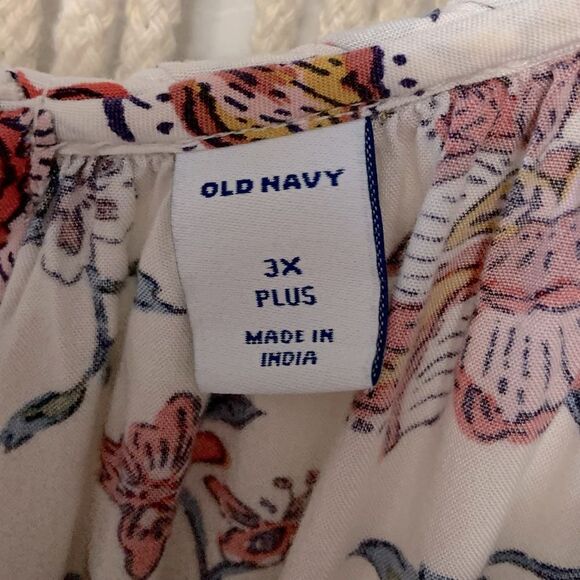 OLD NAVY
3X
PLUS
MADE IN
INDIA